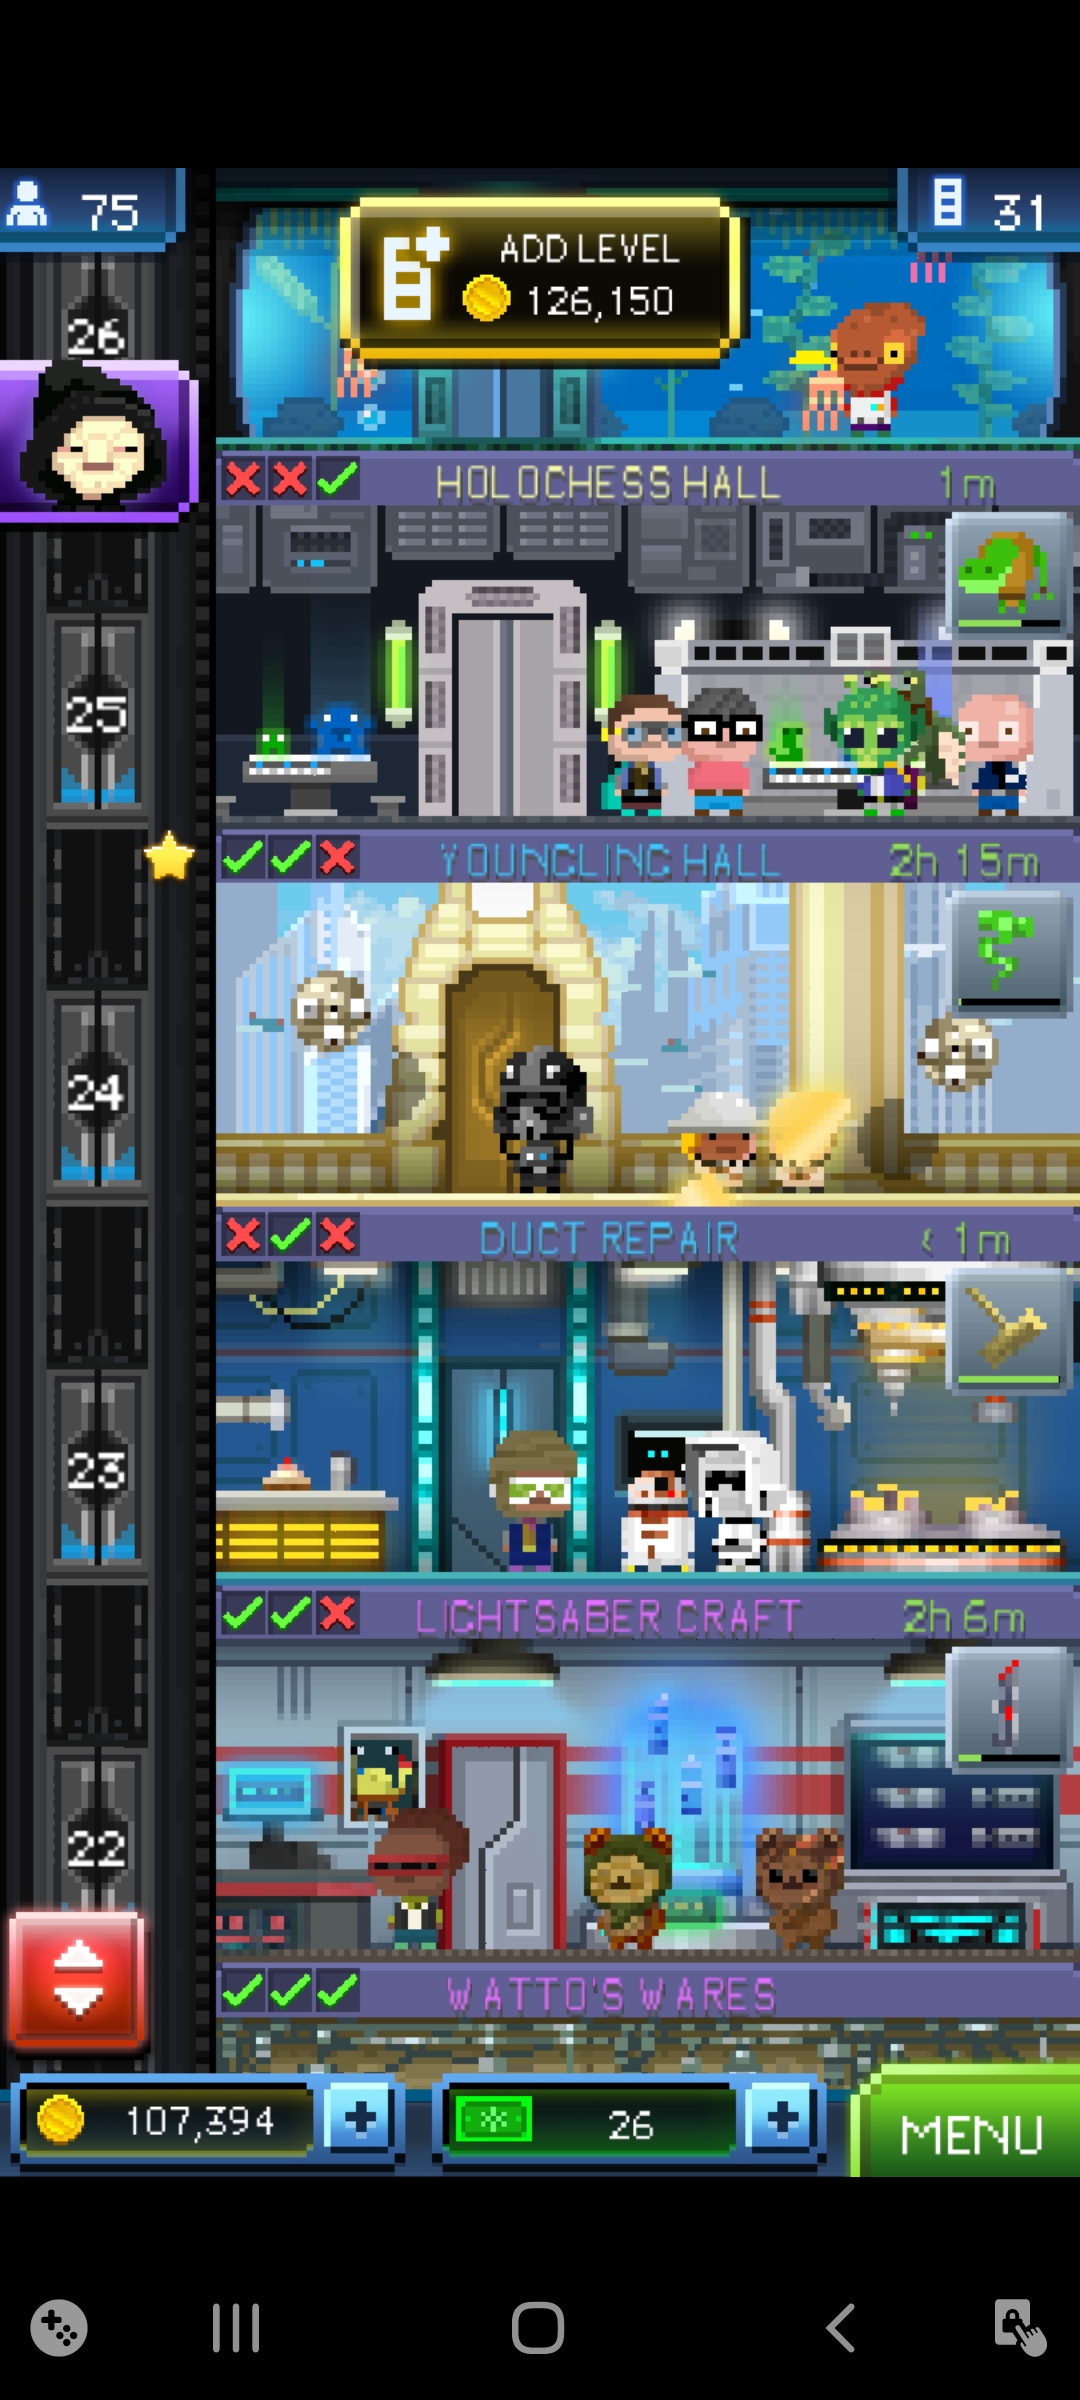 75
31
ADD LEVEL
126,150
26
HOLOCHESS HALL 1m
25
YOUNGLING HALL 2h 15m
24
DUCT REPAIR < 1m
23
LIGHTSABER CRAFT 2h 6m
22
WATTO'S WARES
107,394
26
MENU